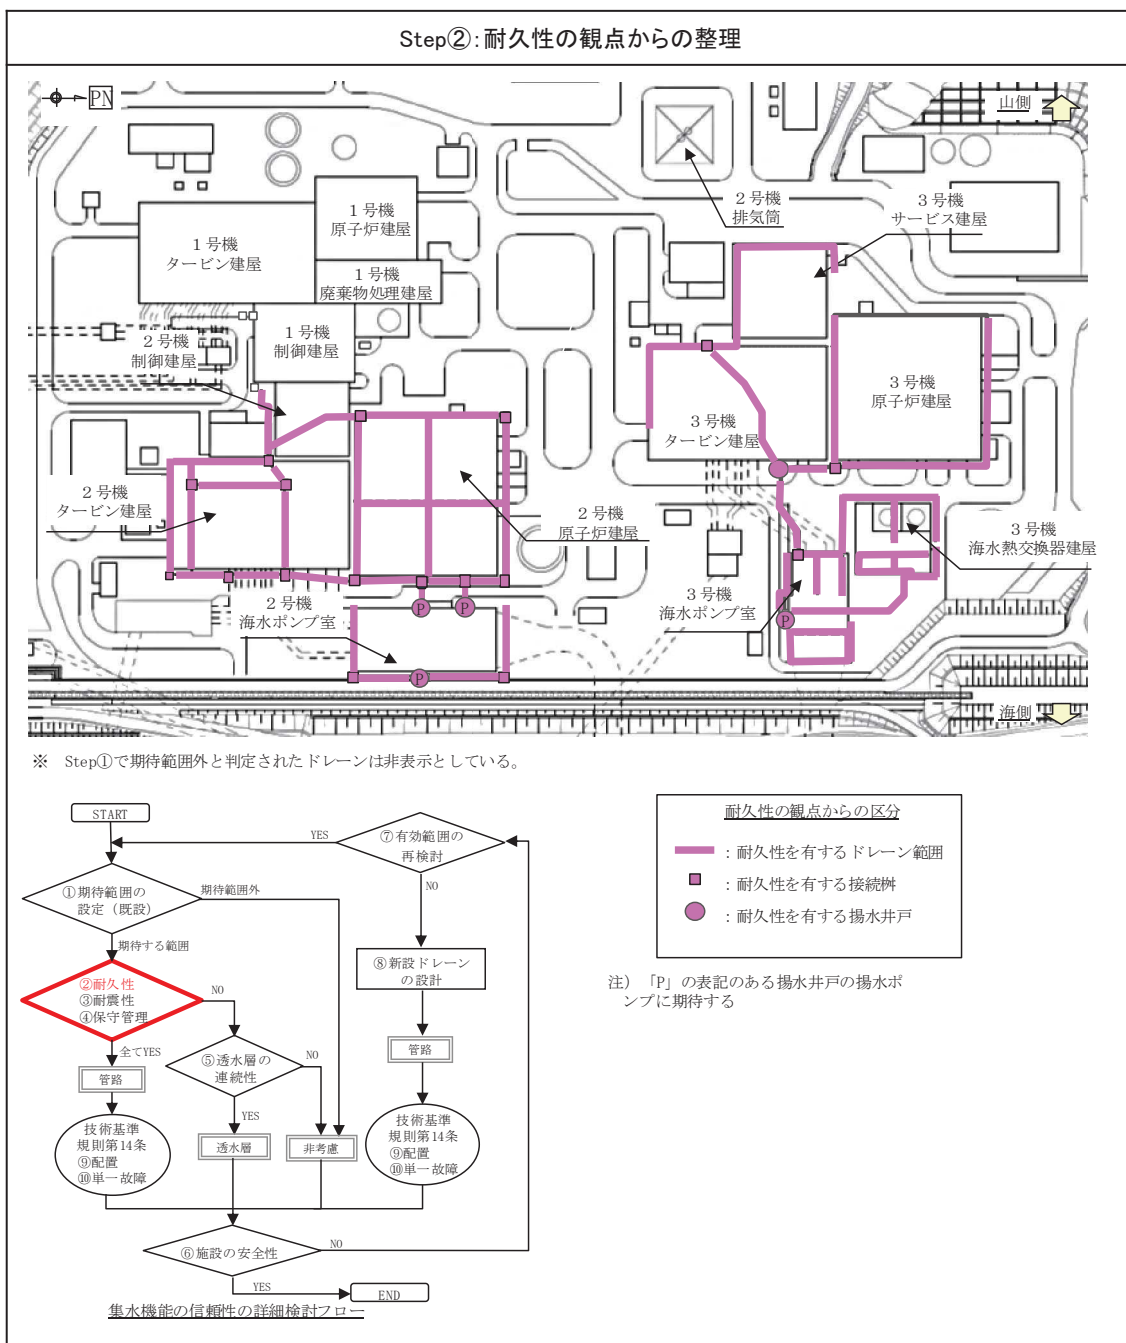 Step②:耐久性の観点からの整理
PN
山側
2号機
排気筒
3号機
サービス建屋
1号機
原子炉建屋
1号機
タービン建屋
1号機
廃棄物処理建屋
1号機
制御建屋
2号機
制御建屋
3号機
原子炉建屋
3号機
タービン建屋
2号機
タービン建屋
2号機
原子炉建屋
3号機
海水熱交換器建屋
2号機
海水ポンプ室
3号機
海水ポンプ室
P
P
P
P
海側
※ Step①で期待範囲外と判定されたドレーンは非表示としている。
START
YES
⑦有効範囲の
再検討
①期待範囲の
設定(既設)
期待範囲外
NO
期待する範囲
⑧新設ドレーン
の設計
②耐久性
③耐震性
④保守管理
NO
全てYES
管路
⑤透水層の
連続性
NO
管路
YES
技術基準
規則第14条
⑨配置
⑩単一故障
透水層
非考慮
技術基準
規則第14条
⑨配置
⑩単一故障
⑥施設の安全性
NO
YES
END
集水機能の信頼性の詳細検討フロー
耐久性の観点からの区分
:耐久性を有するドレーン範囲
:耐久性を有する接続桝
:耐久性を有する揚水井戸
注)「P」の表記のある揚水井戸の揚水ポ
ンプに期待する